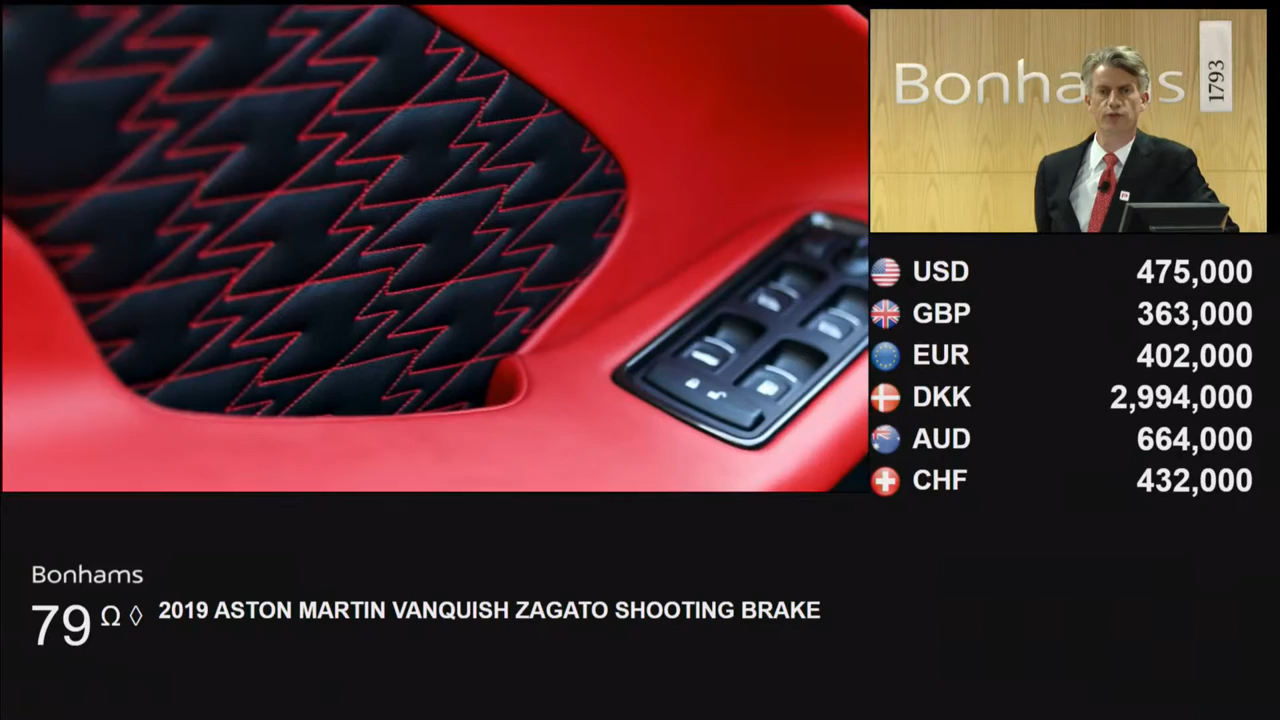 Bonhams
1793
USD 475,000
GBP 363,000
EUR 402,000
DKK 2,994,000
AUD 664,000
CHF 432,000
Bonhams
79 Ω ◊ 2019 ASTON MARTIN VANQUISH ZAGATO SHOOTING BRAKE